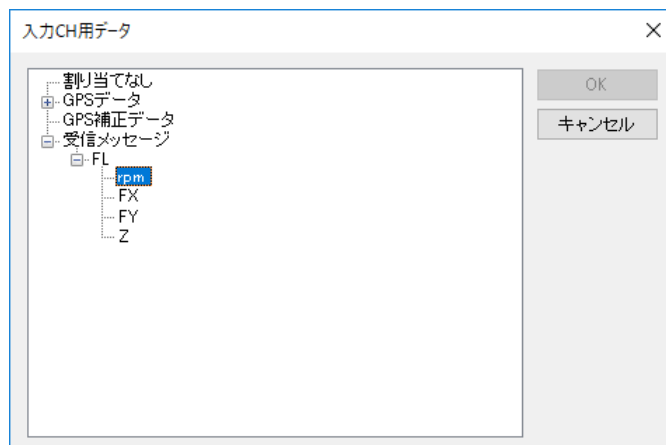 入力CH用データ
割り当てなし
GPSデータ
GPS補正データ
受信メッセージ
FL
rpm
FX
FY
Z
OK
キャンセル